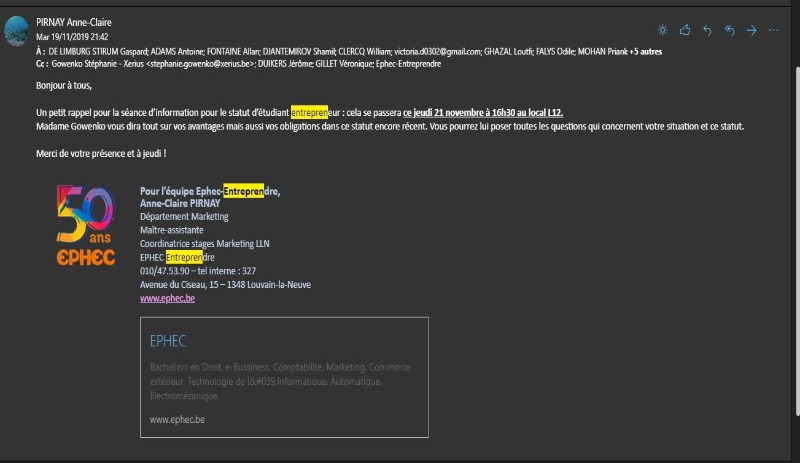 PIRNAY Anne-Claire
Mar 19/11/2019 21:42
À : DE LIMBURG STIRUM Gaspard; ADAMS Antoine; FONTAINE Allan; DJANTEMIROV Shamil; CLERCQ William; victoria.d0302@gmail.com; GHAZAL Loutfi; FALYS Odile; MOHAN Priank +5 autres
Cc : Gowenko Stéphanie - Xerius <stephanie.gowenko@xerius.be>; DUIKERS Jérôme; GILLET Véronique; Ephec-Entreprendre
Bonjour à tous,
Un petit rappel pour la séance d'information pour le statut d'étudiant entrepreneur : cela se passera ce jeudi 21 novembre à 16h30 au local L12.
Madame Gowenko vous dira tout sur vos avantages mais aussi vos obligations dans ce statut encore récent. Vous pourrez lui poser toutes les questions qui concernent votre situation et ce statut.
Merci de votre présence et à jeudi !
50
ans
EPHEC
Pour l'équipe Ephec-Entreprendre,
Anne-Claire PIRNAY
Département Marketing
Maître-assistante
Coordinatrice stages Marketing LLN
EPHEC Entreprendre
010/47.53.90 – tel interne : 327
Avenue du Ciseau, 15 – 1348 Louvain-la-Neuve
www.ephec.be
EPHEC
Bacheliers en Droit, e-Bussiness, Comptabilité, Marketing, Commerce
extérieur, Technologie de l&#039;Informatique, Automatique,
Electromécanique.
www.ephec.be